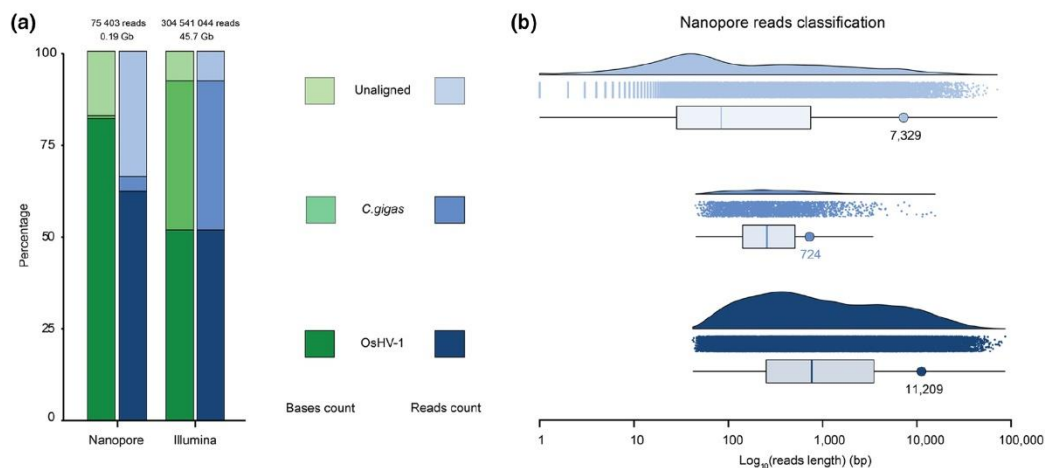 (a)
75 403 reads
0.19 Gb
304 541 044 reads
45.7 Gb
100
75
50
25
0
Percentage
Nanopore
Illumina
Unaligned
C.gigas
OsHV-1
Bases count
Reads count
(b)
Nanopore reads classification
7,329
724
11,209
1
10
100
1,000
10,000
100,000
Log₁₀(reads length) (bp)